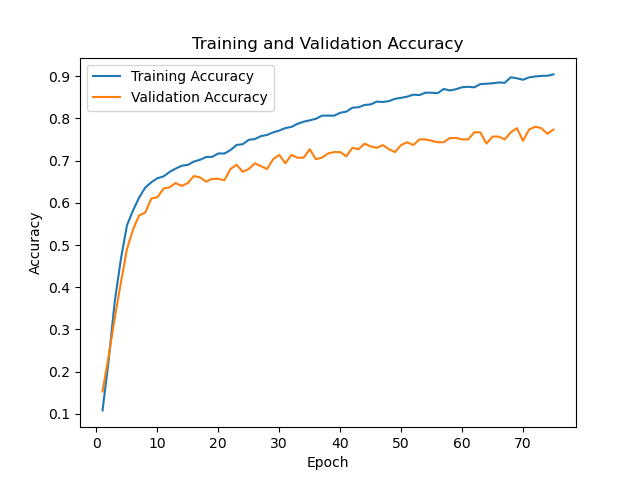 Training and Validation Accuracy
Training Accuracy
Validation Accuracy
0.9
0.8
0.7
0.6
0.5
0.4
0.3
0.2
0.1
Accuracy
0 10 20 30 40 50 60 70
Epoch